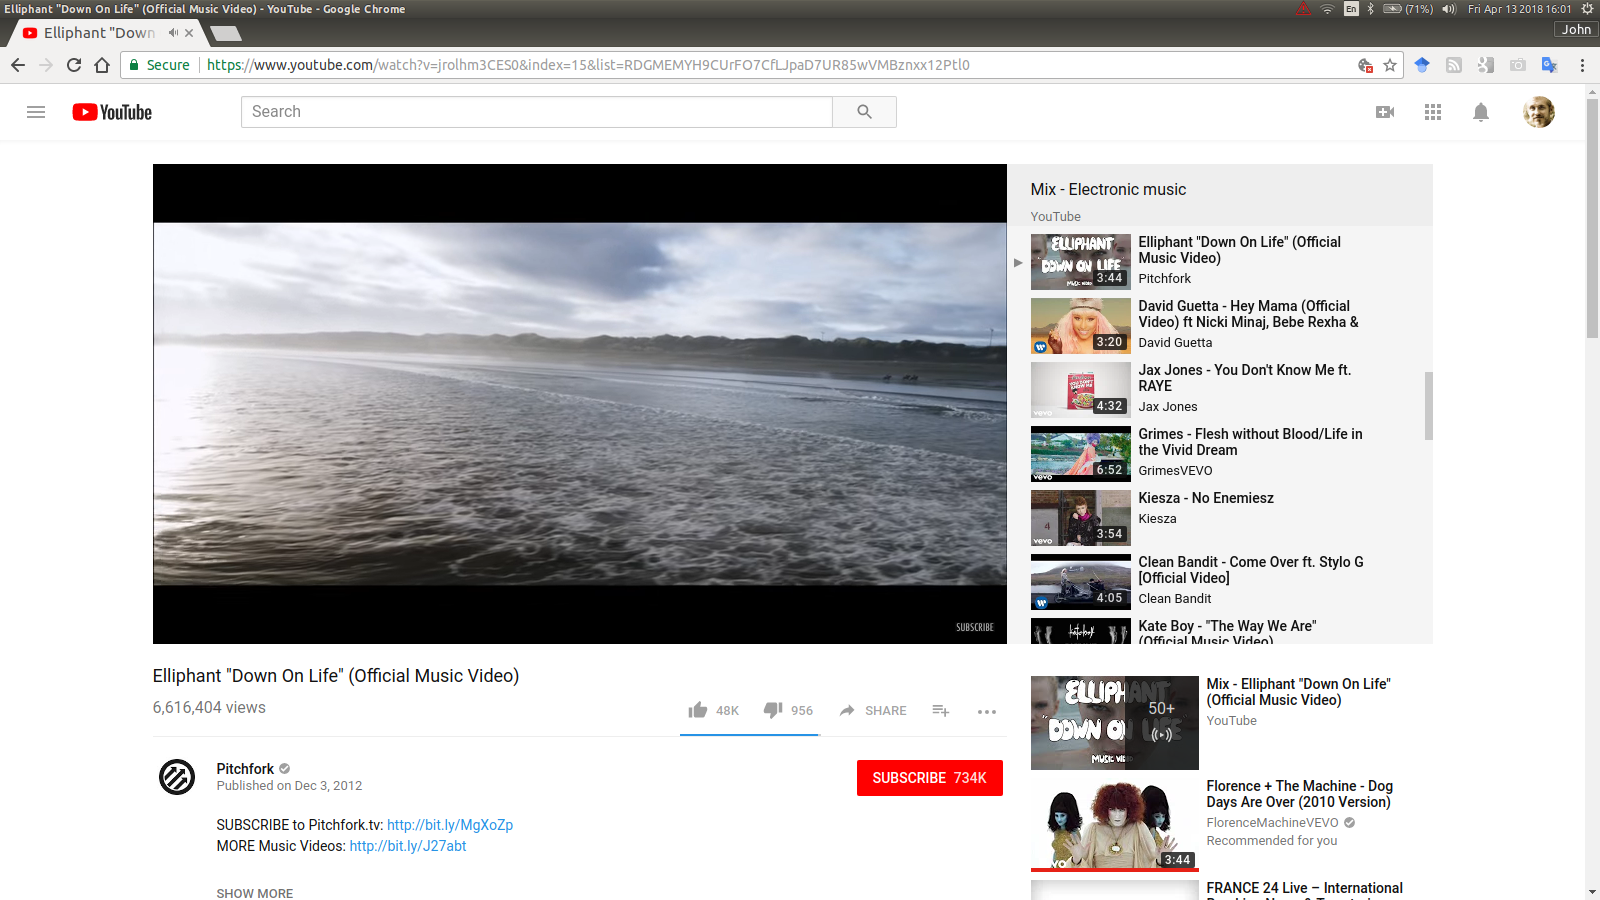 Elliphant "Down On Life" (Official Music Video) - YouTube - Google Chrome
En
(71%)
Fri Apr 13 2018 16:01
Elliphant "Down
John
Secure
https://www.youtube.com/watch?v=jrolhm3CES0&index=15&list=RDGMEMYH9CUrFO7CfLJpaD7UR85wVMBznxx12Ptl0
YouTube
Search
SUBSCRIBE
Mix - Electronic music
YouTube
ELLIPHANT
"DOWN ON LIFE"
MUSIC VIDEO
3:44
Elliphant "Down On Life" (Official
Music Video)
Pitchfork
3:20
David Guetta - Hey Mama (Official
Video) ft Nicki Minaj, Bebe Rexha &
David Guetta
vevo
4:32
Jax Jones - You Don't Know Me ft.
RAYE
Jax Jones
vevo
6:52
Grimes - Flesh without Blood/Life in
the Vivid Dream
GrimesVEVO
4
vevo
3:54
Kiesza - No Enemiesz
Kiesza
4:05
Clean Bandit - Come Over ft. Stylo G
[Official Video]
Clean Bandit
Kate Boy - "The Way We Are"
(Official Music Video)
Elliphant "Down On Life" (Official Music Video)
6,616,404 views
48K
956
SHARE
Pitchfork
Published on Dec 3, 2012
SUBSCRIBE 734K
SUBSCRIBE to Pitchfork.tv: http://bit.ly/MgXoZp
MORE Music Videos: http://bit.ly/J27abt
SHOW MORE
ELLIPHANT
"DOWN ON LIFE
MUSIC VIDEO
50+
Mix - Elliphant "Down On Life"
(Official Music Video)
YouTube
3:44
Florence + The Machine - Dog
Days Are Over (2010 Version)
FlorenceMachineVEVO
Recommended for you
FRANCE 24 Live – International